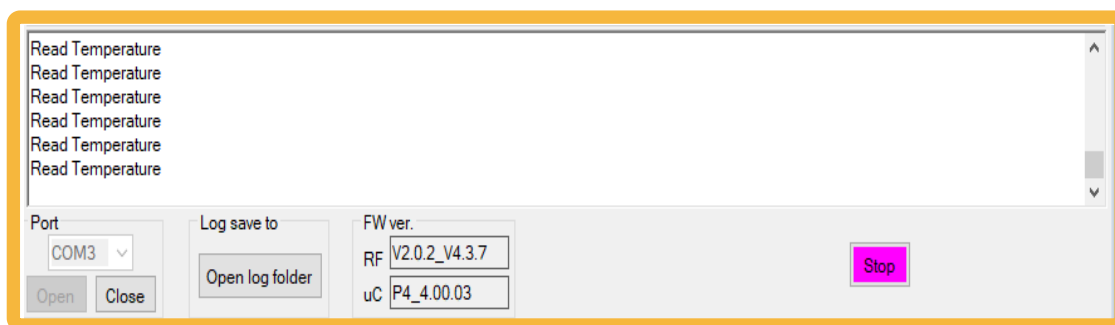 Read Temperature
Read Temperature
Read Temperature
Read Temperature
Read Temperature
Read Temperature
Port
COM3
Open
Close
Log save to
Open log folder
FW ver.
RF V2.0.2_V4.3.7
uC P4_4.00.03
Stop